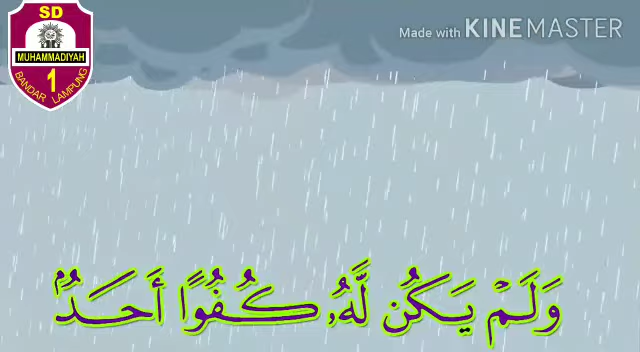 SD
MUHAMMADIYAH
1
BANDAR LAMPUNG
Made with KINEMASTER
وَلَمْ يَكُن لَّهُۥ كُفُوًا أَحَدٌۢ